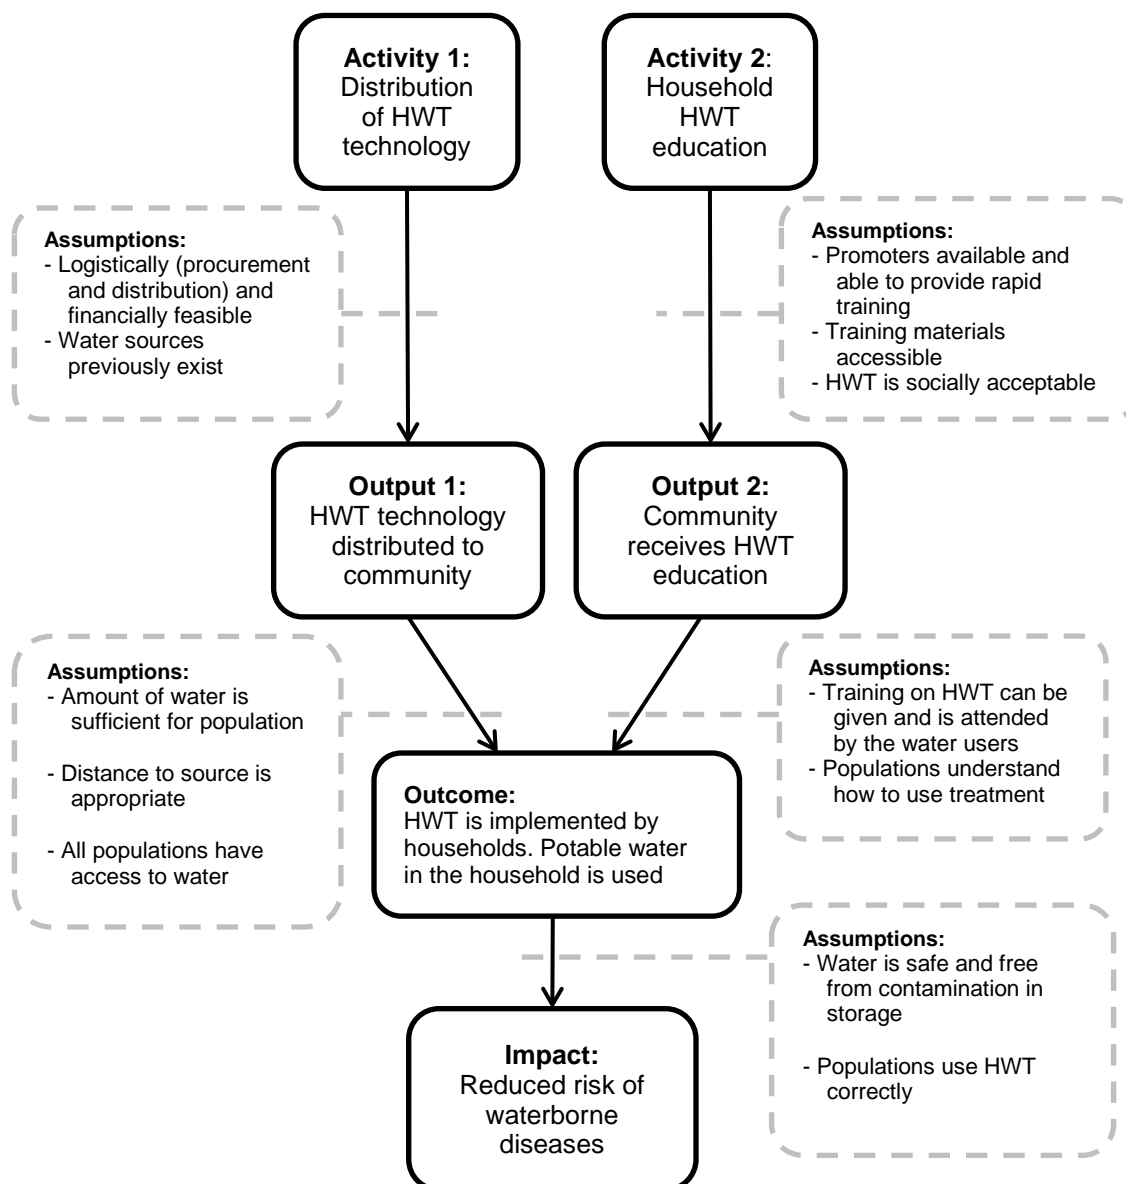 Activity 1:
Distribution
of HWT
technology
Activity 2:
Household
HWT
education
Assumptions:
- Logistically (procurement
and distribution) and
financially feasible
- Water sources
previously exist
Assumptions:
- Promoters available and
able to provide rapid
training
- Training materials
accessible
- HWT is socially acceptable
Output 1:
HWT technology
distributed to
community
Output 2:
Community
receives HWT
education
Assumptions:
- Amount of water is
sufficient for population
- Distance to source is
appropriate
- All populations have
access to water
Assumptions:
- Training on HWT can be
given and is attended
by the water users
- Populations understand
how to use treatment
Outcome:
HWT is implemented by
households. Potable water
in the household is used
Assumptions:
- Water is safe and free
from contamination in
storage
- Populations use HWT
correctly
Impact:
Reduced risk of
waterborne
diseases